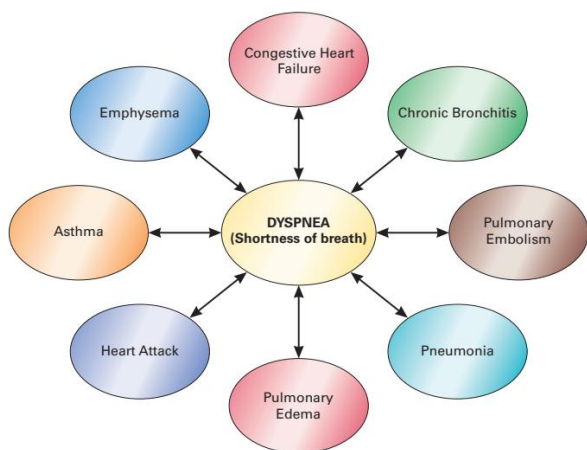 Congestive Heart
Failure
Emphysema
Chronic Bronchitis
Asthma
DYSPNEA
(Shortness of breath)
Pulmonary
Embolism
Heart Attack
Pneumonia
Pulmonary
Edema